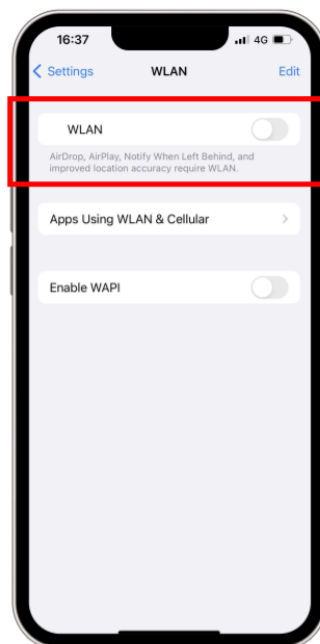 16:37 4G
Settings WLAN Edit
WLAN
AirDrop, AirPlay, Notify When Left Behind, and
improved location accuracy require WLAN.
Apps Using WLAN & Cellular
Enable WAPI